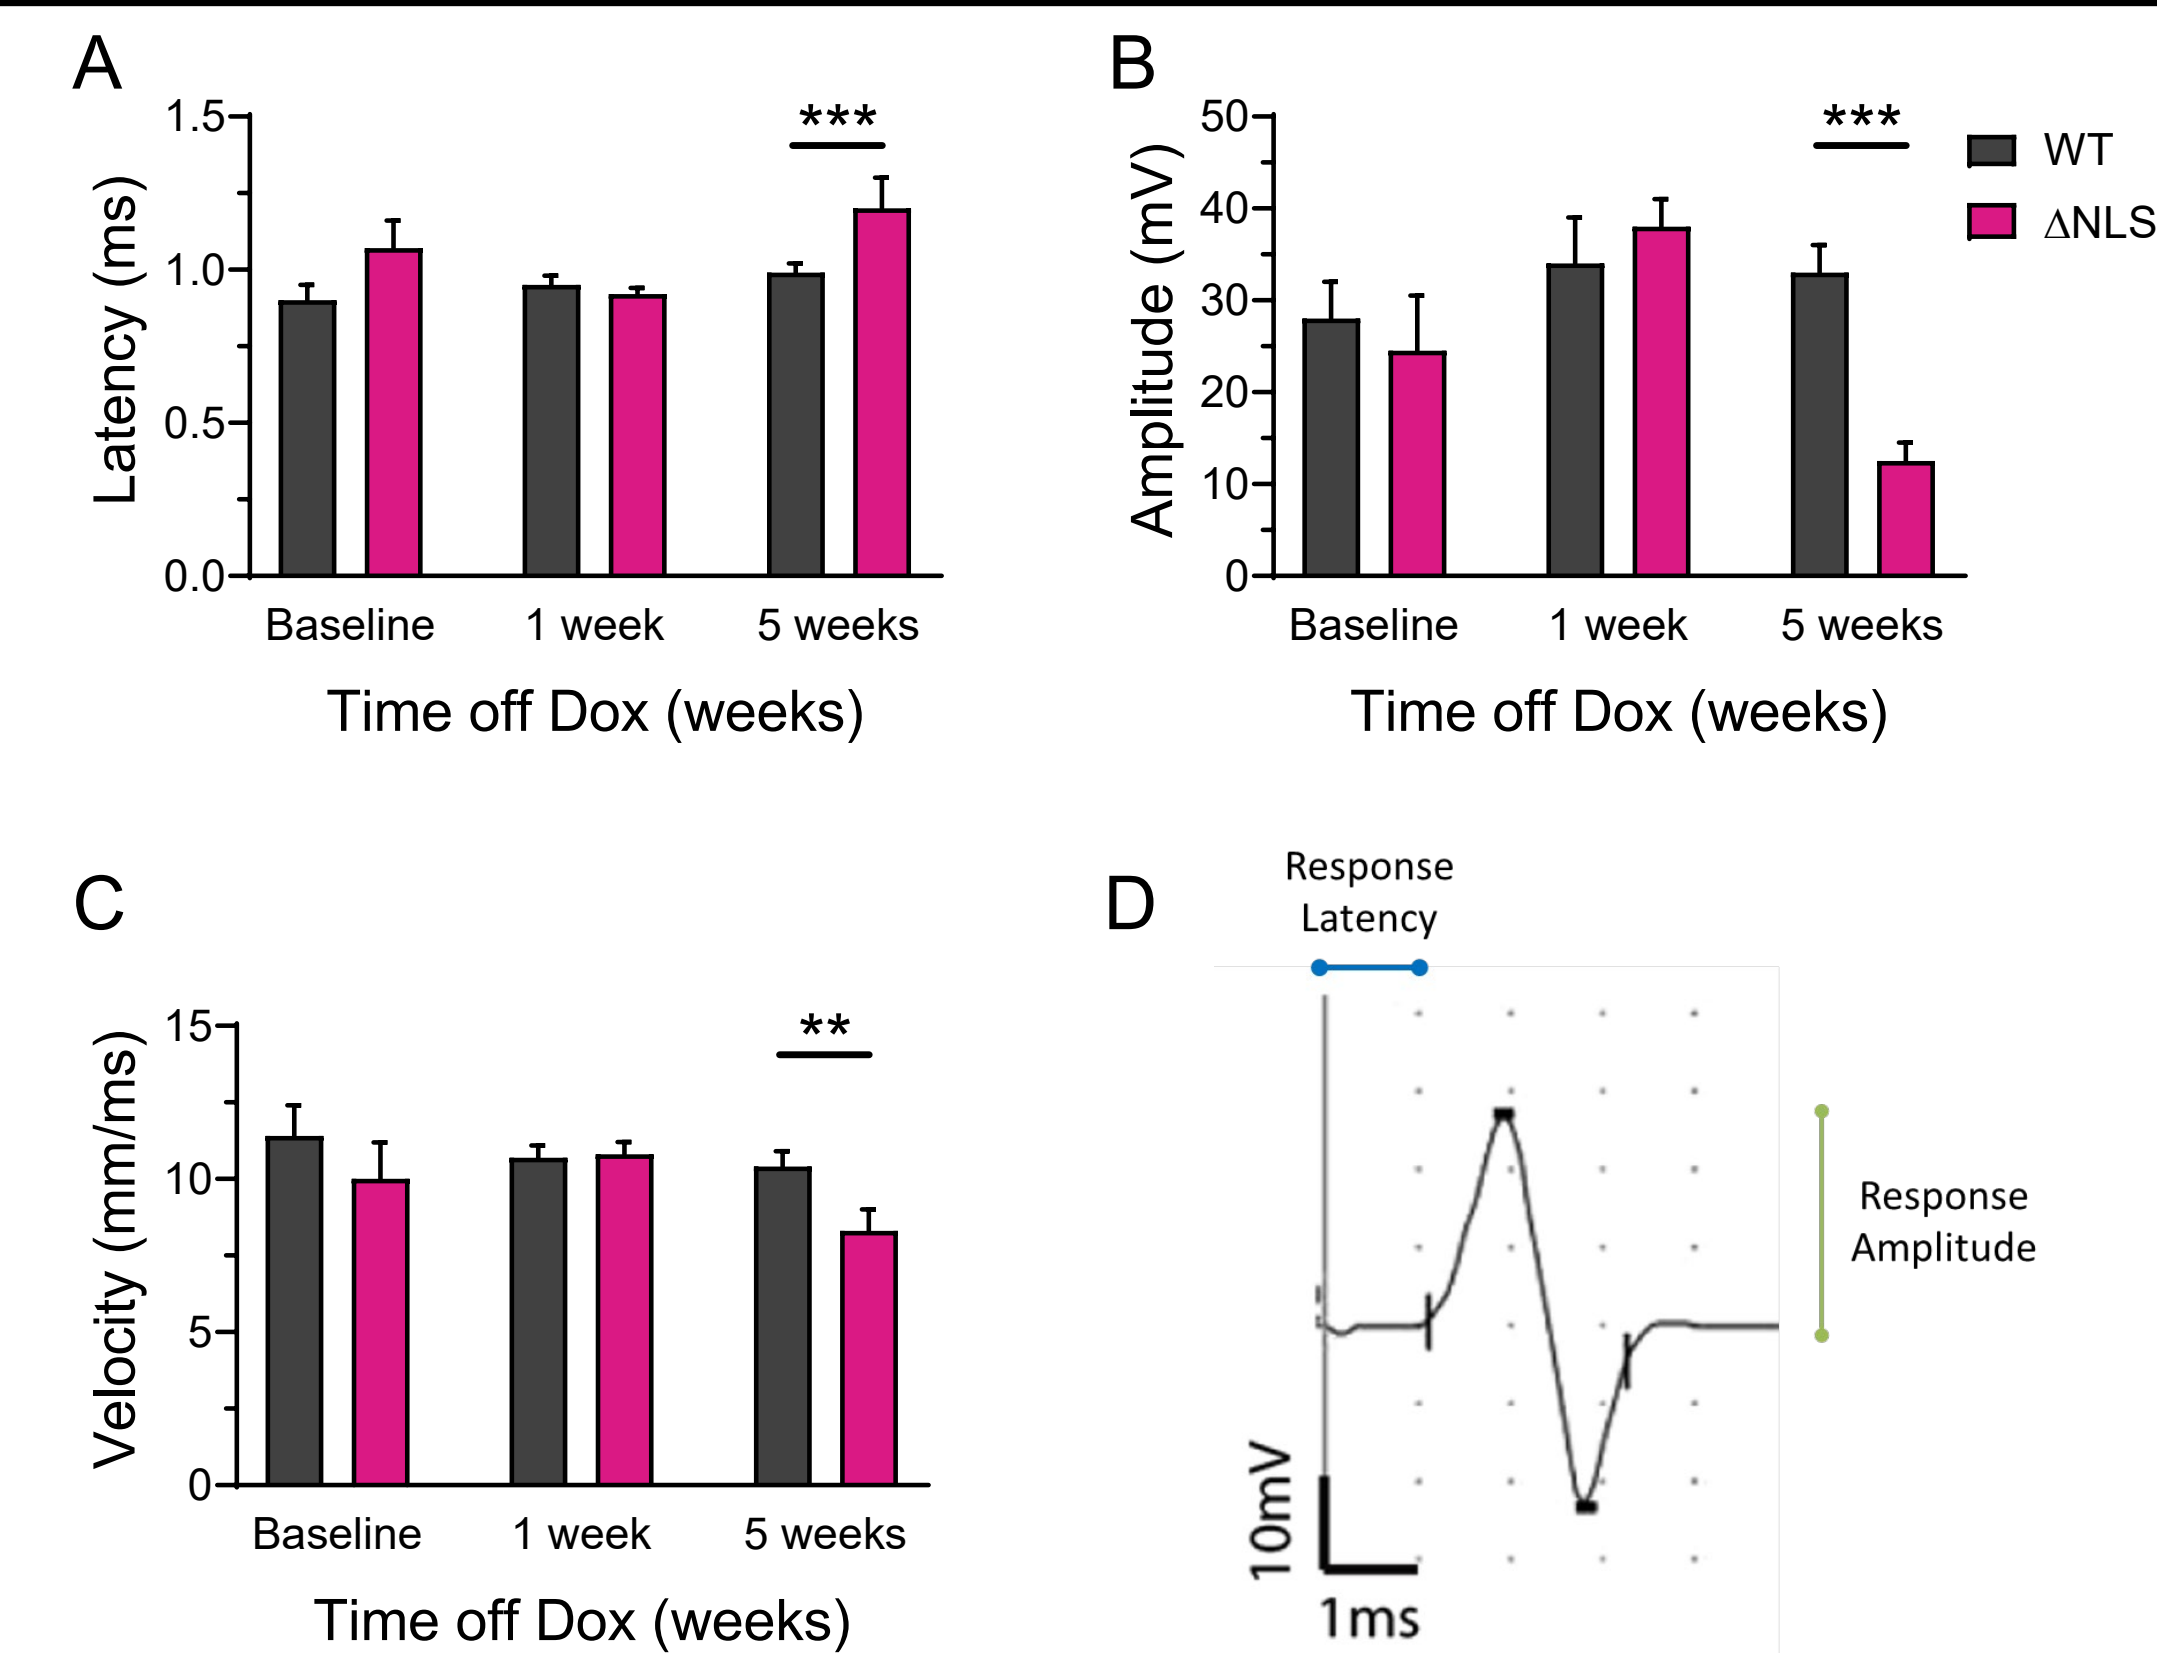 A
1.5
1.0
0.5
0.0
Latency (ms)
***
Baseline
1 week
5 weeks
Time off Dox (weeks)
B
50
40
30
20
10
0
Amplitude (mV)
***
WT
ΔNLS
Baseline
1 week
5 weeks
Time off Dox (weeks)
C
15
10
5
0
Velocity (mm/ms)
**
Baseline
1 week
5 weeks
Time off Dox (weeks)
D
Response
Latency
Response
Amplitude
10mV
1ms